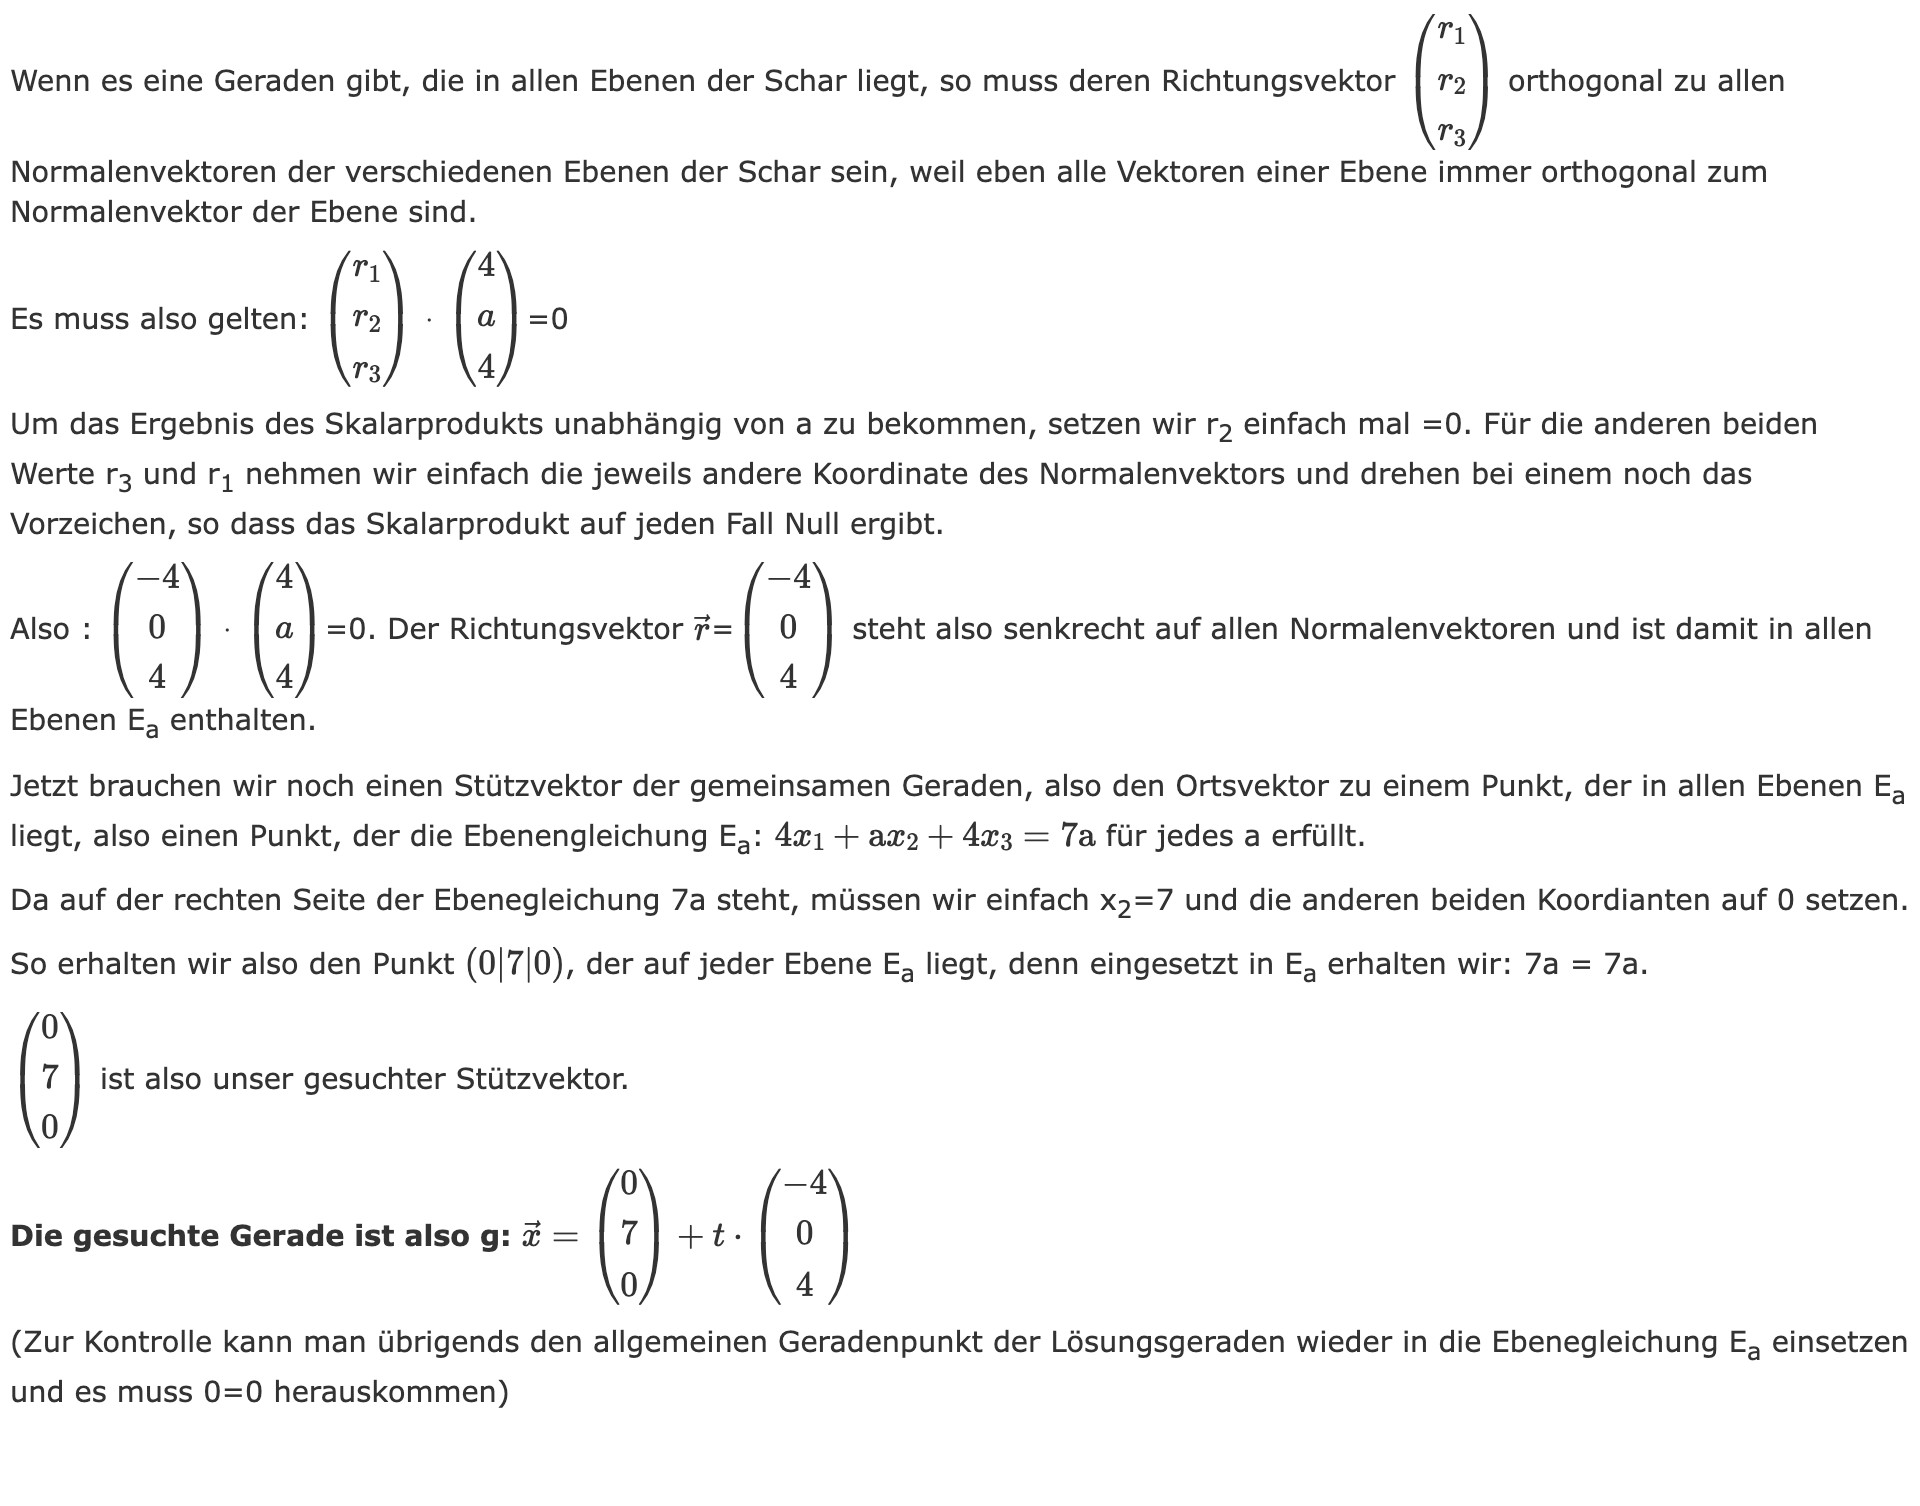 Wenn es eine Geraden gibt, die in allen Ebenen der Schar liegt, so muss deren Richtungsvektor $\begin{pmatrix} r_1 \\ r_2 \\ r_3 \end{pmatrix}$ orthogonal zu allen
Normalenvektoren der verschiedenen Ebenen der Schar sein, weil eben alle Vektoren einer Ebene immer orthogonal zum
Normalenvektor der Ebene sind.
Es muss also gelten: $\begin{pmatrix} r_1 \\ r_2 \\ r_3 \end{pmatrix} \cdot \begin{pmatrix} 4 \\ a \\ 4 \end{pmatrix}$=0
Um das Ergebnis des Skalarprodukts unabhängig von a zu bekommen, setzen wir r₂ einfach mal =0. Für die anderen beiden
Werte r₃ und r₁ nehmen wir einfach die jeweils andere Koordinate des Normalenvektors und drehen bei einem noch das
Vorzeichen, so dass das Skalarprodukt auf jeden Fall Null ergibt.
Also : $\begin{pmatrix} -4 \\ 0 \\ 4 \end{pmatrix} \cdot \begin{pmatrix} 4 \\ a \\ 4 \end{pmatrix}$=0. Der Richtungsvektor $\vec{r}$=$\begin{pmatrix} -4 \\ 0 \\ 4 \end{pmatrix}$ steht also senkrecht auf allen Normalenvektoren und ist damit in allen
Ebenen E$_a$ enthalten.
Jetzt brauchen wir noch einen Stützvektor der gemeinsamen Geraden, also den Ortsvektor zu einem Punkt, der in allen Ebenen E$_a$
liegt, also einen Punkt, der die Ebenengleichung E$_a$: $4x_1 + \mathrm{a}x_2 + 4x_3 = 7\mathrm{a}$ für jedes a erfüllt.
Da auf der rechten Seite der Ebenegleichung 7a steht, müssen wir einfach x₂=7 und die anderen beiden Koordianten auf 0 setzen.
So erhalten wir also den Punkt $(0|7|0)$, der auf jeder Ebene E$_a$ liegt, denn eingesetzt in E$_a$ erhalten wir: 7a = 7a.
$\begin{pmatrix} 0 \\ 7 \\ 0 \end{pmatrix}$ ist also unser gesuchter Stützvektor.
Die gesuchte Gerade ist also g: $\vec{x} = \begin{pmatrix} 0 \\ 7 \\ 0 \end{pmatrix} + t \cdot \begin{pmatrix} -4 \\ 0 \\ 4 \end{pmatrix}$
(Zur Kontrolle kann man übrigends den allgemeinen Geradenpunkt der Lösungsgeraden wieder in die Ebenegleichung E$_a$ einsetzen
und es muss 0=0 herauskommen)